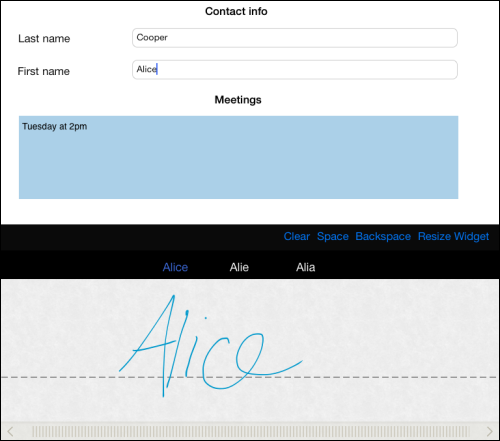 Contact info
Last name Cooper
First name Alice
Meetings
Tuesday at 2pm
Clear Space Backspace Resize Widget
Alice Alie Alia
Alice